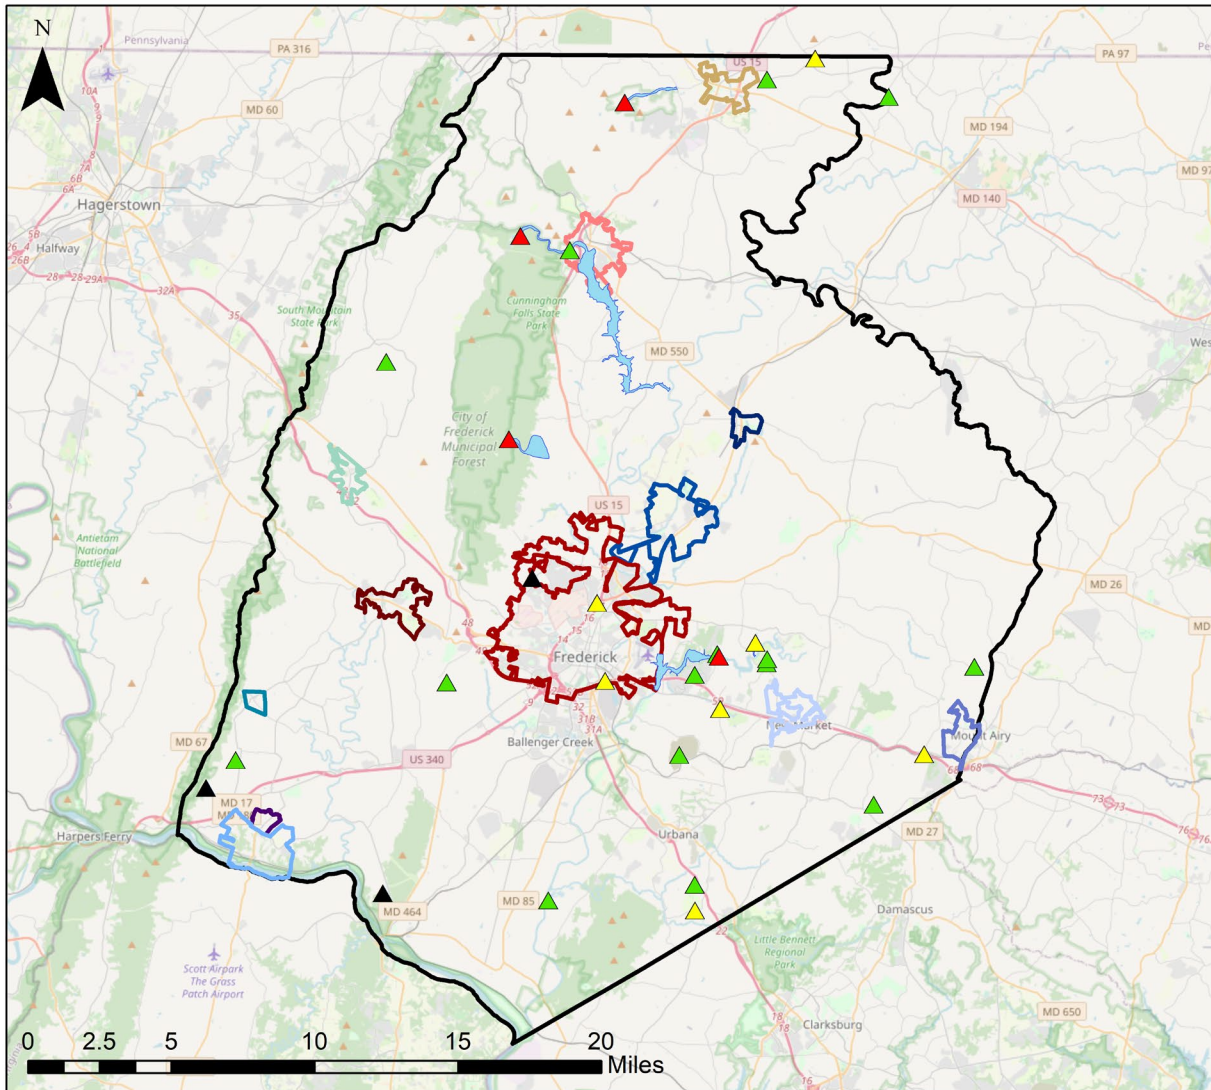 N
Pennsylvania
PA 316
US 15
PA 97
MD 60
MD 194
Hagerstown
MD 140
MD 97
Halfway
South Mountain
State Park
Cunningham
Falls State
Park
MD 550
City of
Frederick
Municipal
Forest
US 15
Antietam
National
Battlefield
MD 26
Frederick
MD 67
Ballenger Creek
New Market
Mount Airy
US 340
MD 17
Harpers Ferry
Urbana
MD 27
MD 85
MD 464
Damascus
Scott Airpark
The Grass
Patch Airport
Little Bennett
Regional
Park
MD 650
Clarksburg
0 2.5 5 10 15 20
Miles